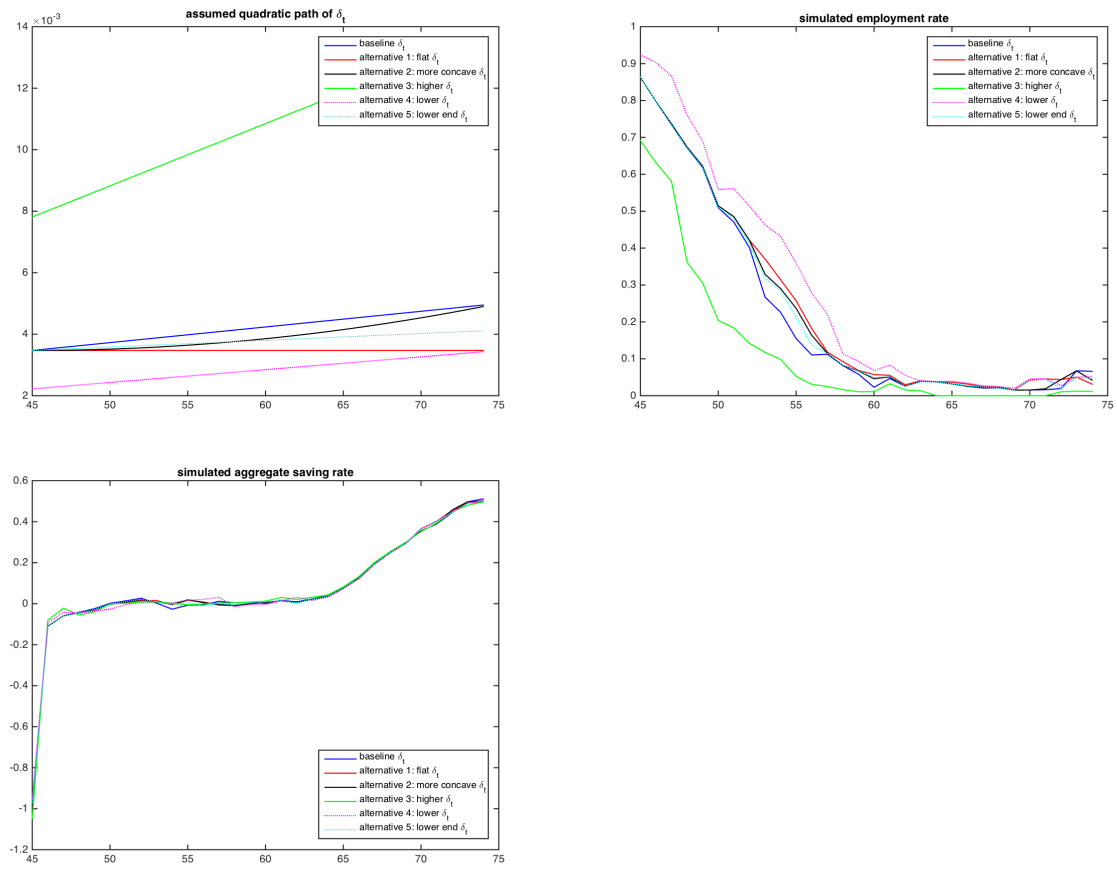 assumed quadratic path of δt
×10-3
14
12
10
8
6
4
2
45 50 55 60 65 70 75
baseline δt
alternative 1: flat δt
alternative 2: more concave δt
alternative 3: higher δt
alternative 4: lower δt
alternative 5: lower end δt
simulated employment rate
1
0.9
0.8
0.7
0.6
0.5
0.4
0.3
0.2
0.1
0
45 50 55 60 65 70 75
baseline δt
alternative 1: flat δt
alternative 2: more concave δt
alternative 3: higher δt
alternative 4: lower δt
alternative 5: lower end δt
simulated aggregate saving rate
0.6
0.4
0.2
0
-0.2
-0.4
-0.6
-0.8
-1
-1.2
45 50 55 60 65 70 75
baseline δt
alternative 1: flat δt
alternative 2: more concave δt
alternative 3: higher δt
alternative 4: lower δt
alternative 5: lower end δt